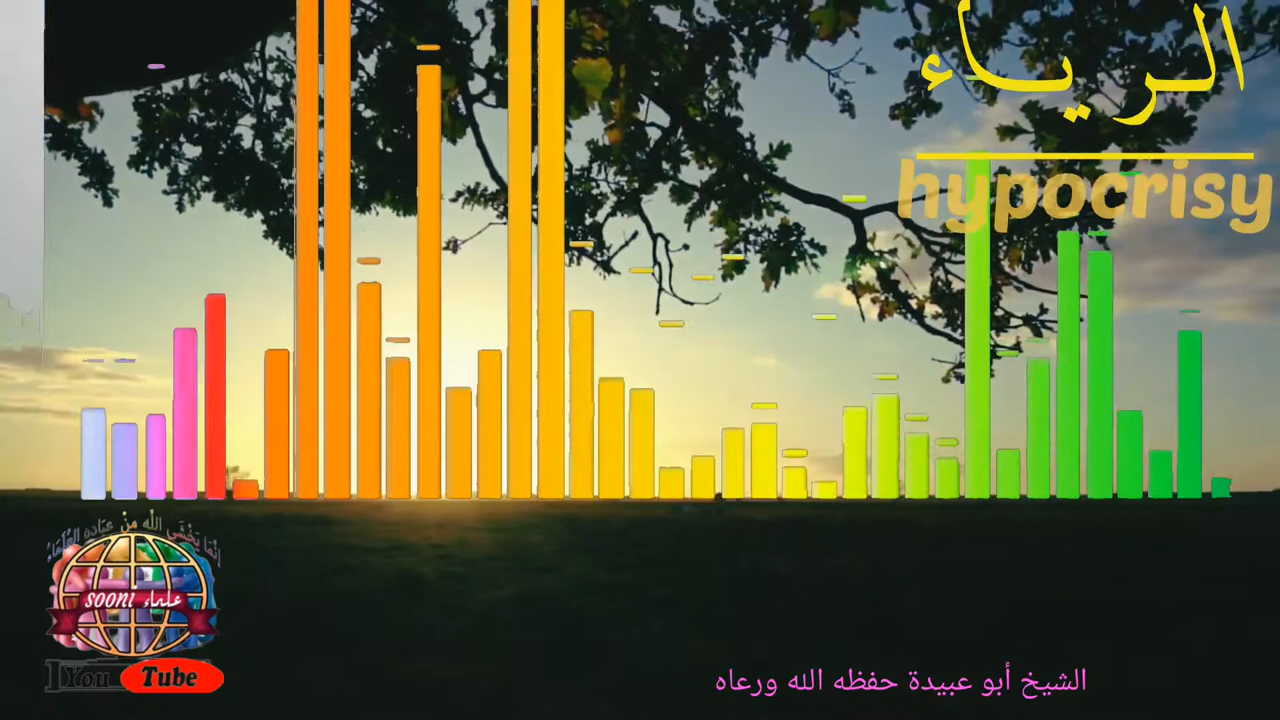 الرياء
hypocrisy
إنما يخشى الله من عباده العلماء
sooni علماء
You Tube
الشيخ أبو عبيدة حفظه الله ورعاه